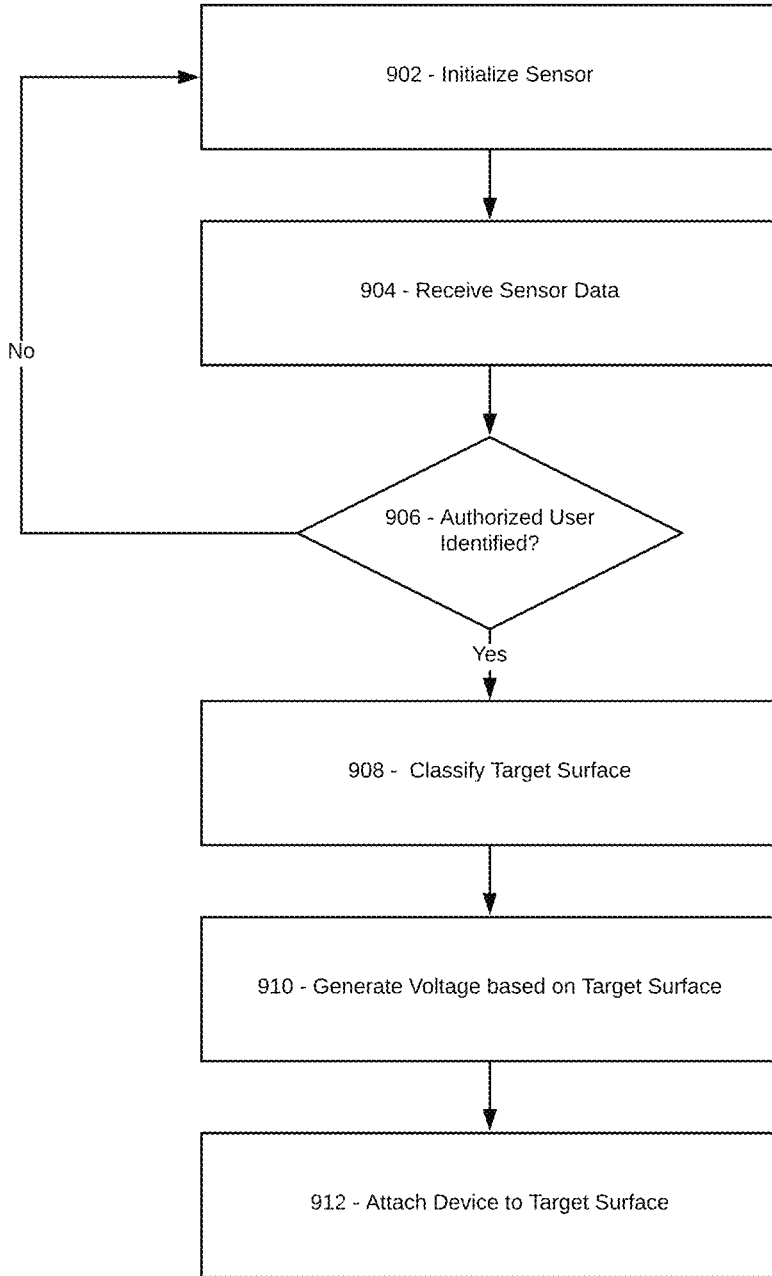 902 - Initialize Sensor
904 - Receive Sensor Data
No
906 - Authorized User
Identified?
Yes
908 -  Classify Target Surface
910 - Generate Voltage based on Target Surface
912 - Attach Device to Target Surface